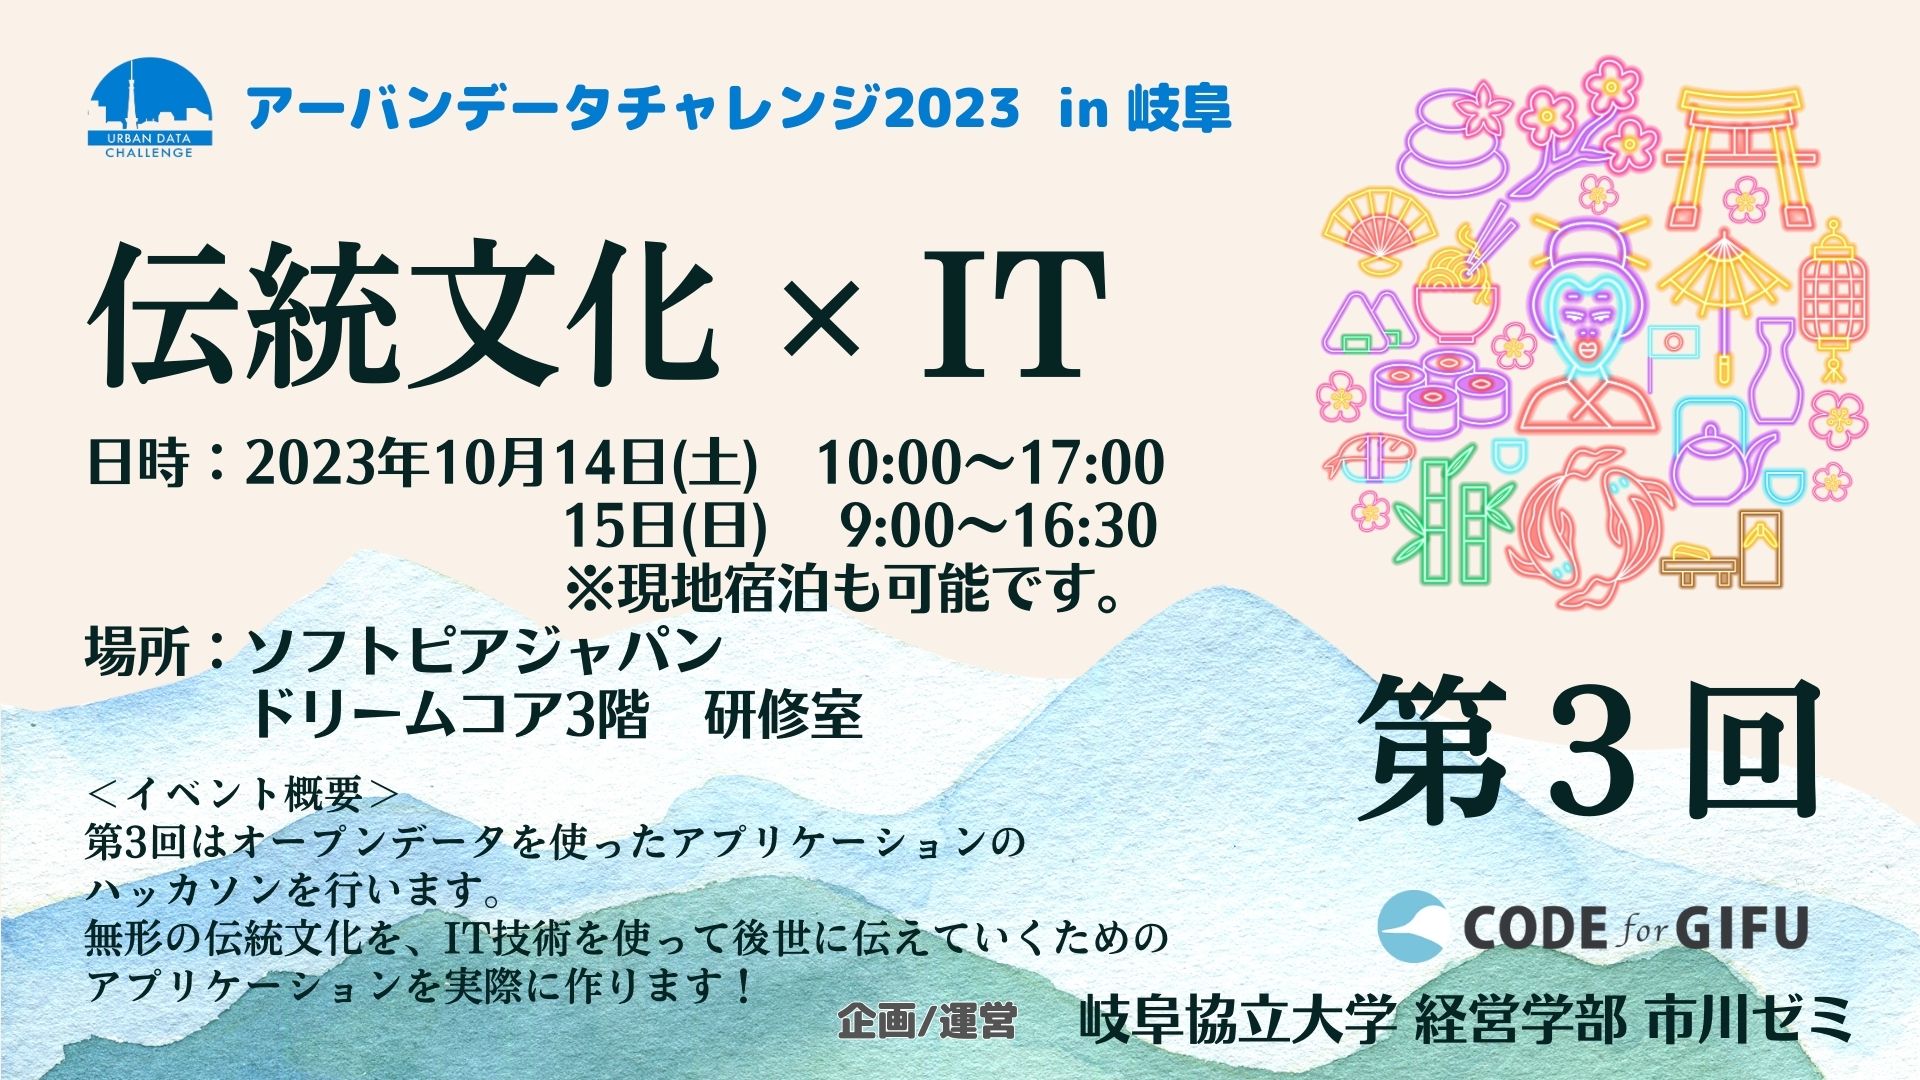 URBAN DATA
CHALLENGE
アーバンデータチャレンジ2023 in 岐阜
伝統文化 × IT
日時：2023年10月14日(土)　10:00〜17:00
15日(日)　9:00〜16:30
※現地宿泊も可能です。
場所：ソフトピアジャパン
ドリームコア3階　研修室
第3回
＜イベント概要＞
第3回はオープンデータを使ったアプリケーションの
ハッカソンを行います。
無形の伝統文化を、IT技術を使って後世に伝えていくための
アプリケーションを実際に作ります！
CODE for GIFU
企画/運営　岐阜協立大学 経営学部 市川ゼミ